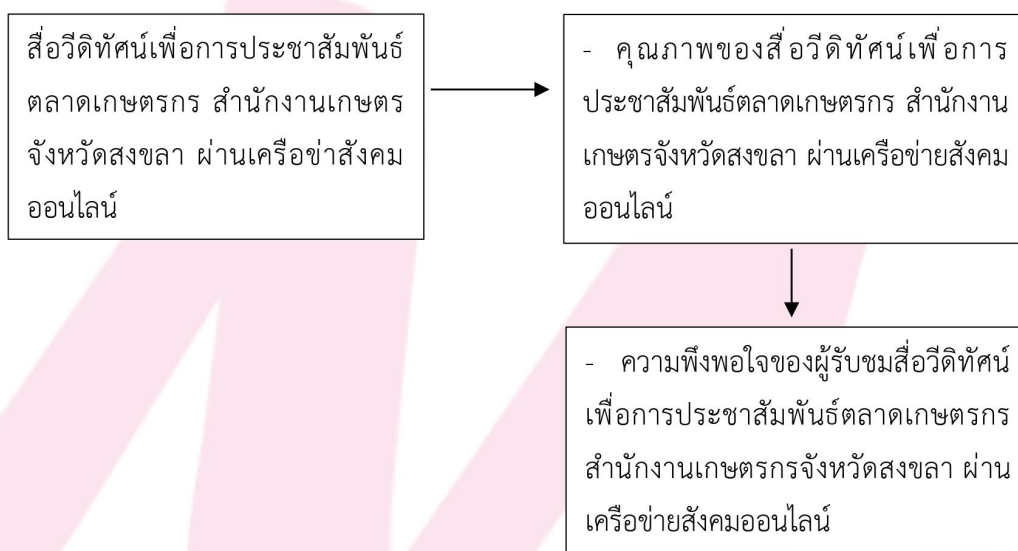 สื่อวีดิทัศน์เพื่อการประชาสัมพันธ์
ตลาดเกษตรกร สำนักงานเกษตร
จังหวัดสงขลา ผ่านเครือข่าสังคม
ออนไลน์
- คุณภาพของสื่อวีดิทัศน์เพื่อการ
ประชาสัมพันธ์ตลาดเกษตรกร สำนักงาน
เกษตรจังหวัดสงขลา ผ่านเครือข่ายสังคม
ออนไลน์
- ความพึงพอใจของผู้รับชมสื่อวีดิทัศน์
เพื่อการประชาสัมพันธ์ตลาดเกษตรกร
สำนักงานเกษตรกรจังหวัดสงขลา ผ่าน
เครือข่ายสังคมออนไลน์